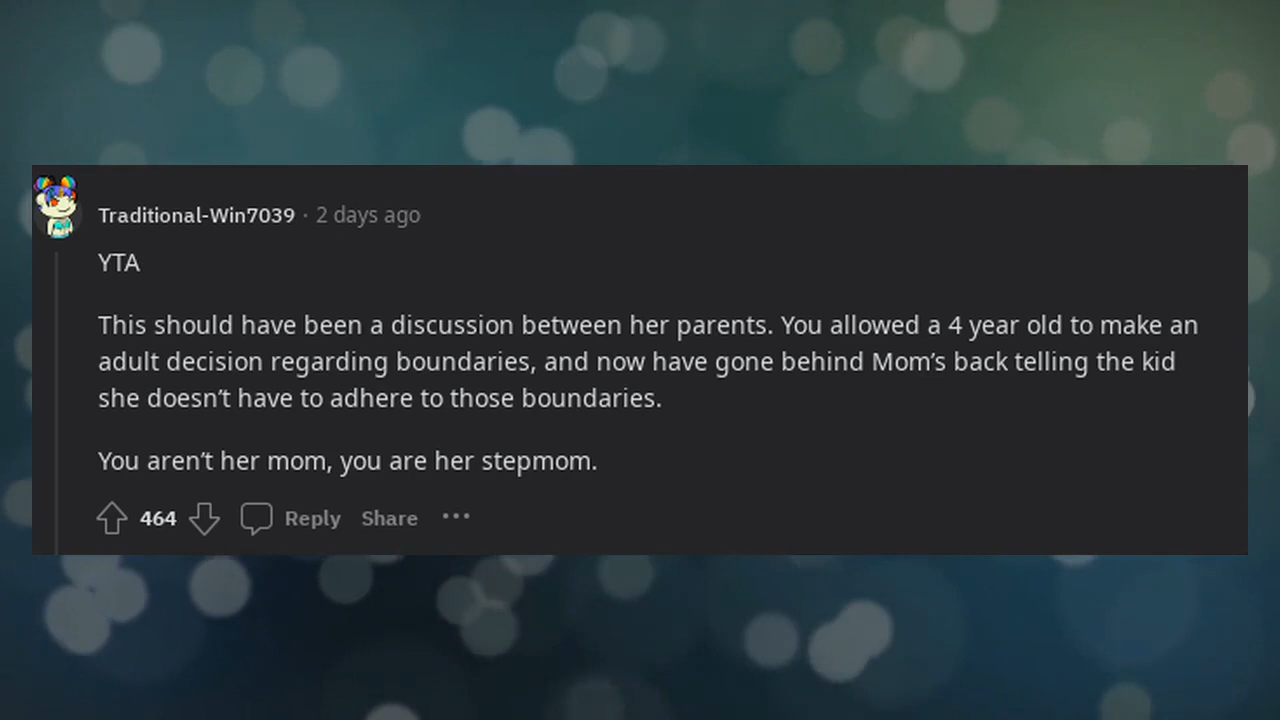 Traditional-Win7039 · 2 days ago
YTA
This should have been a discussion between her parents. You allowed a 4 year old to make an
adult decision regarding boundaries, and now have gone behind Mom’s back telling the kid
she doesn’t have to adhere to those boundaries.
You aren’t her mom, you are her stepmom.
464 Reply Share ···